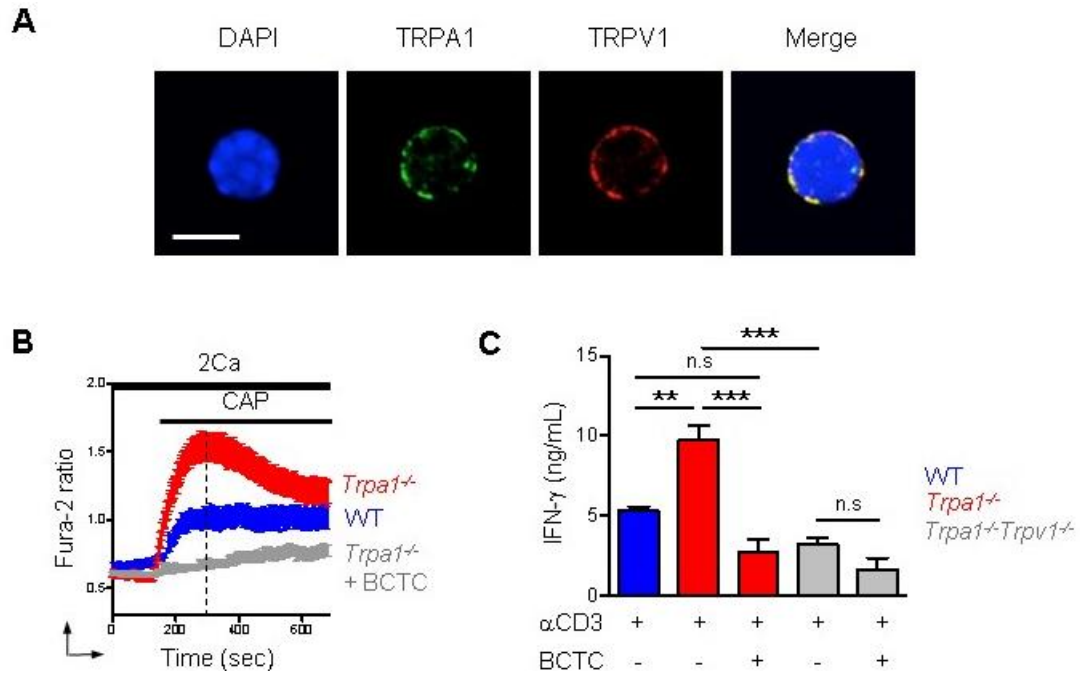 A
DAPI TRPA1 TRPV1 Merge
B
2Ca
CAP
2.0
1.5
1.0
0.5
Fura-2 ratio
0 200 400 600
Time (sec)
Trpa1-/-
WT
Trpa1-/-
+ BCTC
C
***
n.s
** ***
n.s
15
10
5
0
IFN-γ (ng/mL)
αCD3 + + + + +
BCTC - - + - +
WT
Trpa1-/-
Trpa1-/-Trpv1-/-